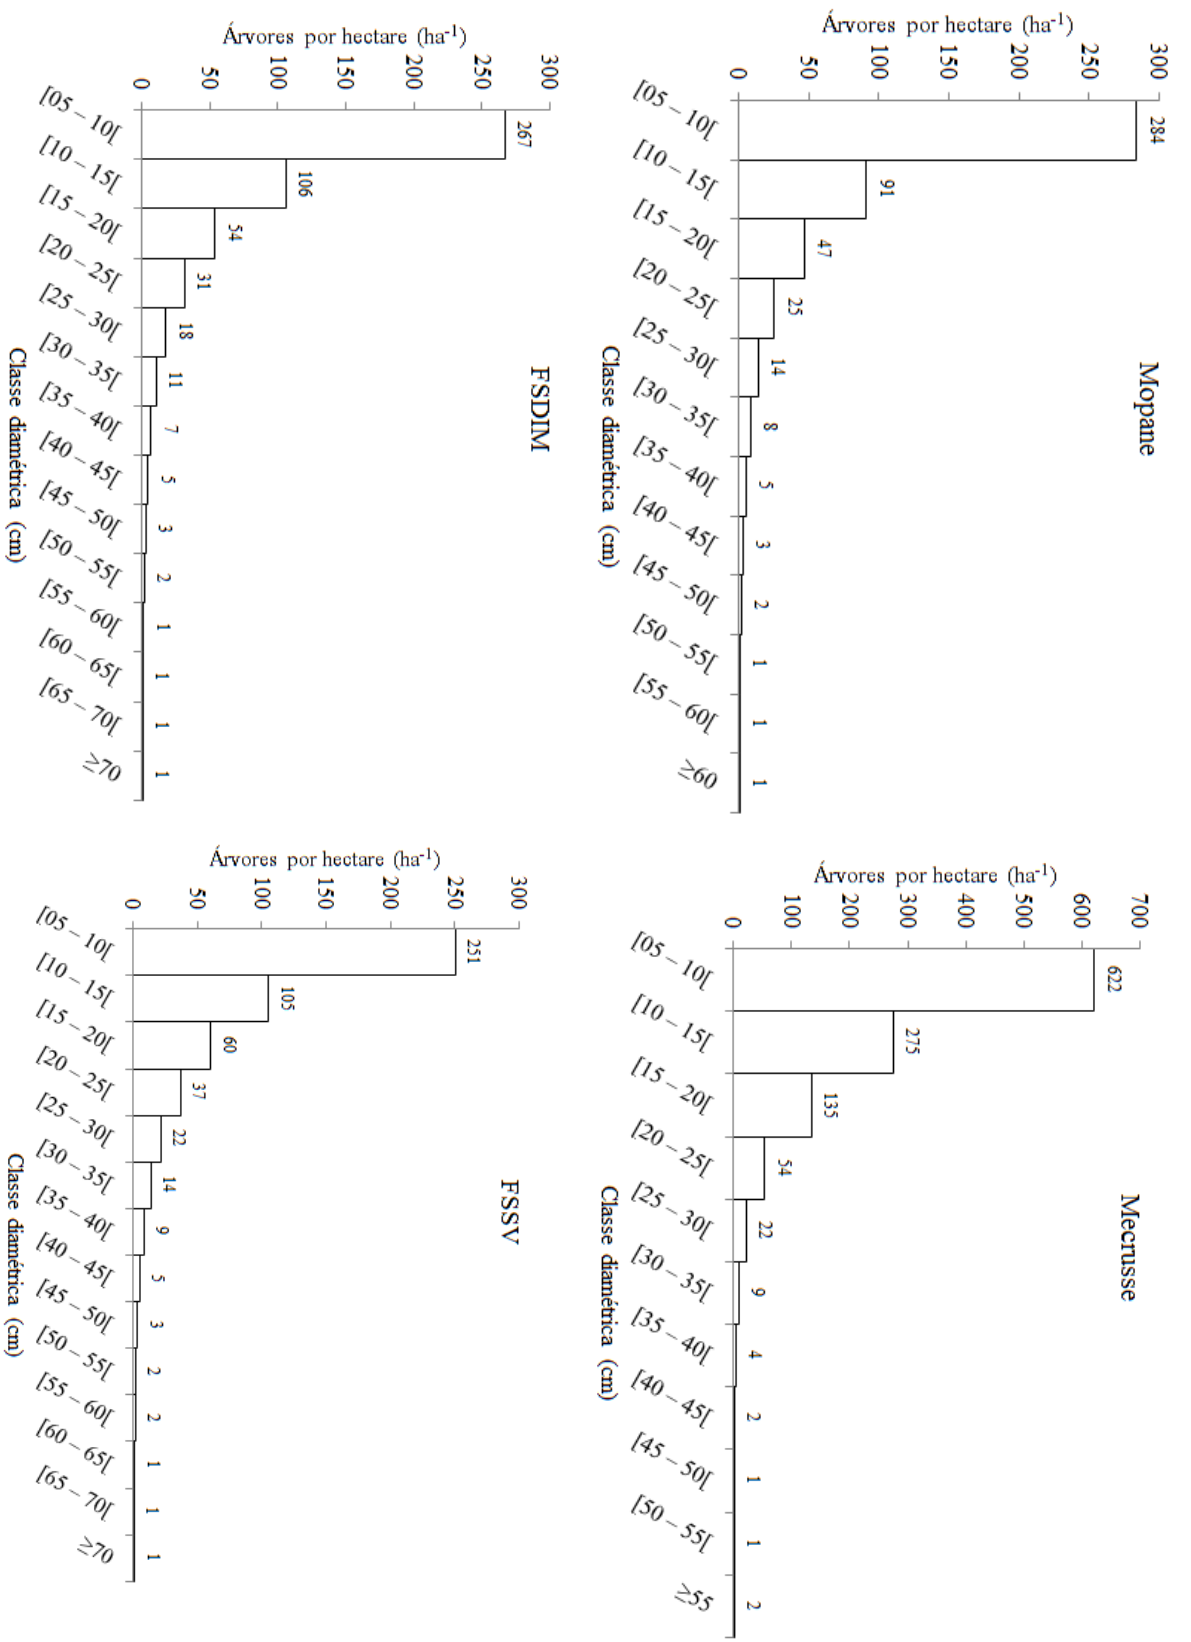 Mopane
Árvores por hectare (ha-1)
300
250
200
150
100
50
0
284
91
47
25
14
8
5
3
2
1
1
1
[05 – 10[
[10 – 15[
[15 – 20[
[20 – 25[
[25 – 30[
[30 – 35[
[35 – 40[
[40 – 45[
[45 – 50[
[50 – 55[
[55 – 60[
≥60
Classe diamétrica (cm)
Mecrusse
Árvores por hectare (ha-1)
700
600
500
400
300
200
100
0
622
275
135
54
22
9
4
2
1
1
2
[05 – 10[
[10 – 15[
[15 – 20[
[20 – 25[
[25 – 30[
[30 – 35[
[35 – 40[
[40 – 45[
[45 – 50[
[50 – 55[
≥55
Classe diamétrica (cm)
FSDIM
Árvores por hectare (ha-1)
300
250
200
150
100
50
0
267
106
54
31
18
11
7
5
3
2
1
1
1
1
[05 – 10[
[10 – 15[
[15 – 20[
[20 – 25[
[25 – 30[
[30 – 35[
[35 – 40[
[40 – 45[
[45 – 50[
[50 – 55[
[55 – 60[
[60 – 65[
[65 – 70[
≥70
Classe diamétrica (cm)
FSSV
Árvores por hectare (ha-1)
300
250
200
150
100
50
0
251
105
60
37
22
14
9
5
3
2
2
1
1
1
[05 – 10[
[10 – 15[
[15 – 20[
[20 – 25[
[25 – 30[
[30 – 35[
[35 – 40[
[40 – 45[
[45 – 50[
[50 – 55[
[55 – 60[
[60 – 65[
[65 – 70[
≥70
Classe diamétrica (cm)